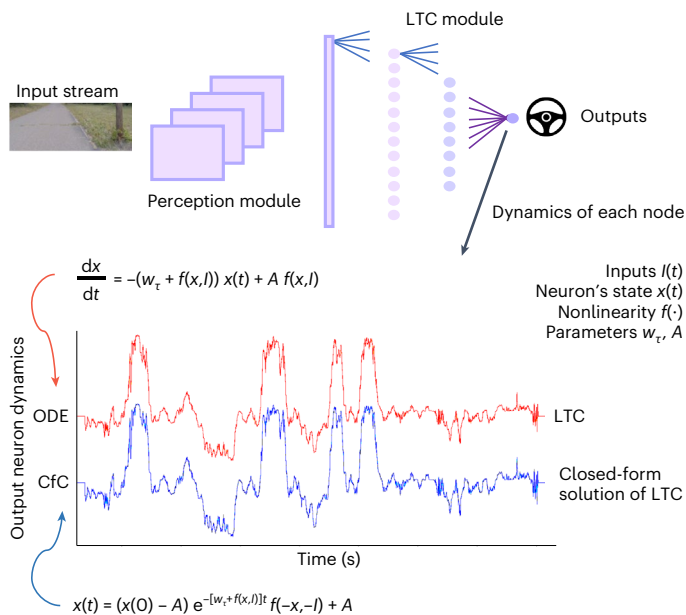 LTC module
Input stream
Outputs
Perception module
Dynamics of each node
dx/dt = –(wτ + f(x,I)) x(t) + A f(x,I)
Inputs I(t)
Neuron's state x(t)
Nonlinearity f(·)
Parameters wτ, A
Output neuron dynamics
ODE
LTC
CfC
Closed-form
solution of LTC
Time (s)
x(t) = (x(0) – A) e^–[wτ+f(x,I)]t f(–x,–I) + A